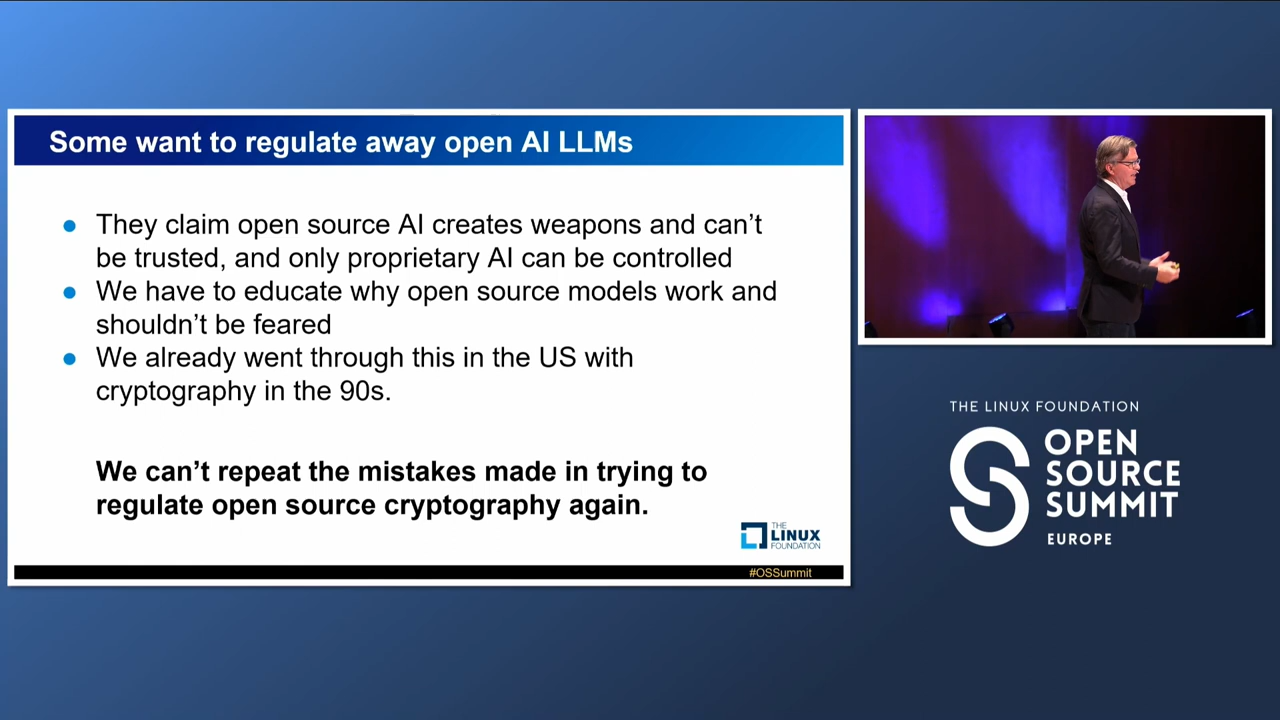 Some want to regulate away open AI LLMs
● They claim open source AI creates weapons and can’t
be trusted, and only proprietary AI can be controlled
● We have to educate why open source models work and
shouldn’t be feared
● We already went through this in the US with
cryptography in the 90s.
We can’t repeat the mistakes made in trying to
regulate open source cryptography again.
THE
LINUX
FOUNDATION
#OSSummit
THE LINUX FOUNDATION
OPEN
SOURCE
SUMMIT
EUROPE